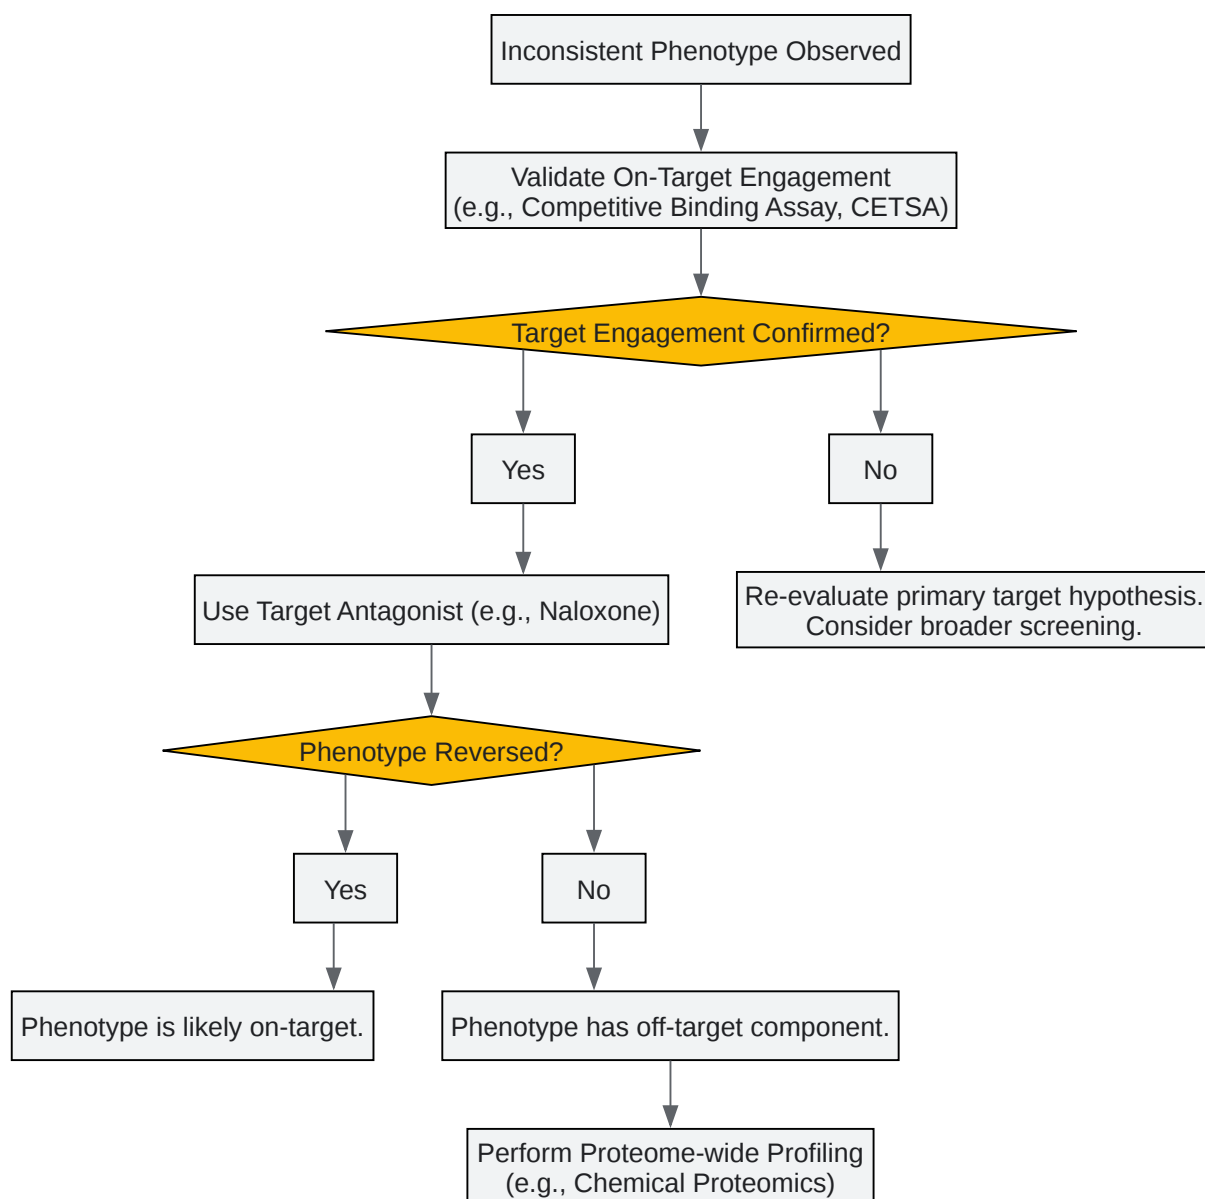 Inconsistent Phenotype Observed
Validate On-Target Engagement
(e.g., Competitive Binding Assay, CETSA)
Target Engagement Confirmed?
Yes
No
Use Target Antagonist (e.g., Naloxone)
Re-evaluate primary target hypothesis.
Consider broader screening.
Phenotype Reversed?
Yes
No
Phenotype is likely on-target.
Phenotype has off-target component.
Perform Proteome-wide Profiling
(e.g., Chemical Proteomics)